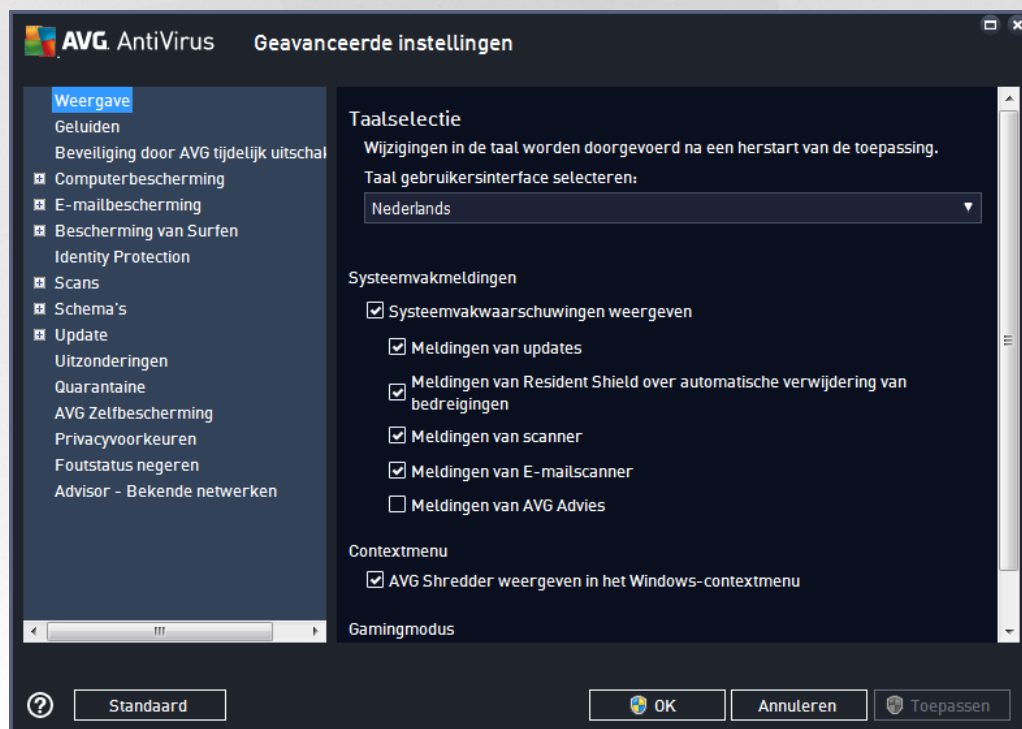 AVG. AntiVirus Geavanceerde instellingen
Weergave
Geluiden
Beveiliging door AVG tijdelijk uitschak
Computerbescherming
E-mailbescherming
Bescherming van Surfen
Identity Protection
Scans
Schema's
Update
Uitzonderingen
Quarantaine
AVG Zelfbescherming
Privacyvoorkeuren
Foutstatus negeren
Advisor - Bekende netwerken
Taalselectie
Wijzigingen in de taal worden doorgevoerd na een herstart van de toepassing.
Taal gebruikersinterface selecteren:
Nederlands
Systeemvakmeldingen
Systeemvakwaarschuwingen weergeven
Meldingen van updates
Meldingen van Resident Shield over automatische verwijdering van
bedreigingen
Meldingen van scanner
Meldingen van E-mailscanner
Meldingen van AVG Advies
Contextmenu
AVG Shredder weergeven in het Windows-contextmenu
Gamingmodus
Standaard
OK
Annuleren
Toepassen